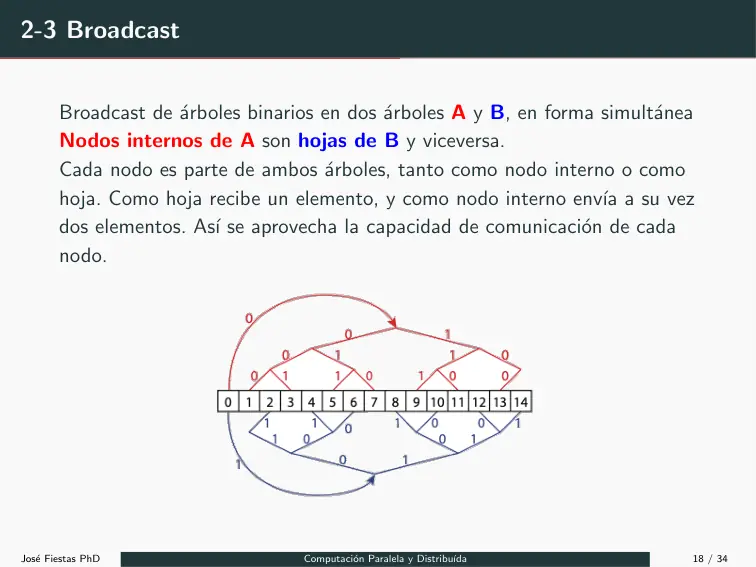 2-3 Broadcast
Broadcast de árboles binarios en dos árboles A y B, en forma simultánea
Nodos internos de A son hojas de B y viceversa.
Cada nodo es parte de ambos árboles, tanto como nodo interno o como
hoja. Como hoja recibe un elemento, y como nodo interno envía a su vez
dos elementos. Así se aprovecha la capacidad de comunicación de cada
nodo.
0
0 1
0 1 1 0
0 1 1 0 1 0 0
0 1 2 3 4 5 6 7 8 9 10 11 12 13 14
1 1 0 1 0 0 1
1 0 0 1
1 0 1
José Fiestas PhD Computación Paralela y Distribuída 18 / 34